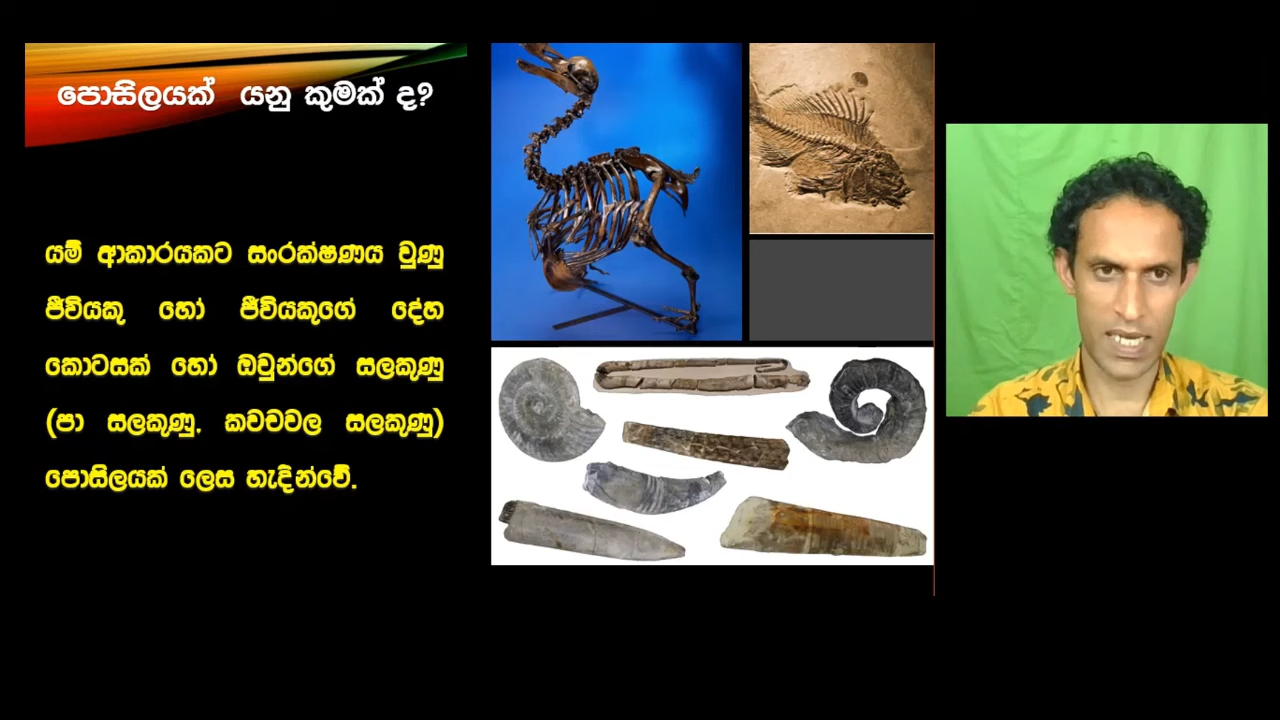 පොසිලයක් යනු කුමක් ද?
යම් ආකාරයකට සංරක්ෂණය වුණු
ජීවියකු හෝ ජීවියකුගේ දේහ
කොටසක් හෝ ඔවුන්ගේ සලකුණු
(පා සලකුණු, කවචවල සලකුණු)
පොසිලයක් ලෙස හැඳින්වේ.